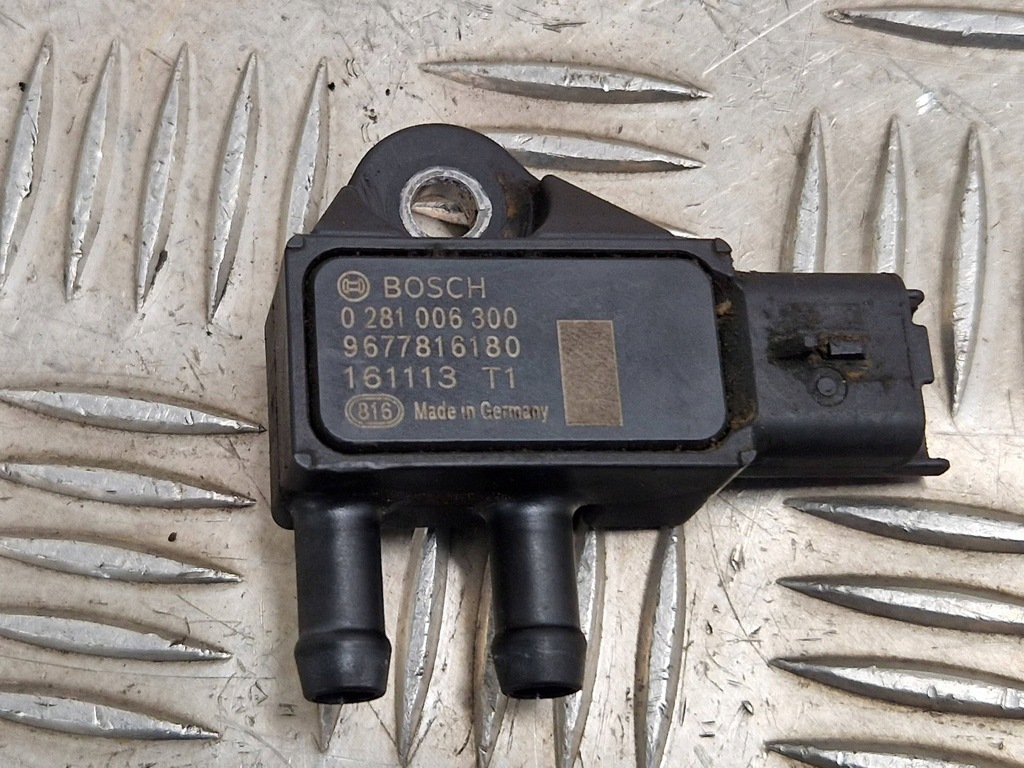 BOSCH
0 281 006 300
9677816180
161113 T1
816 Made in Germany